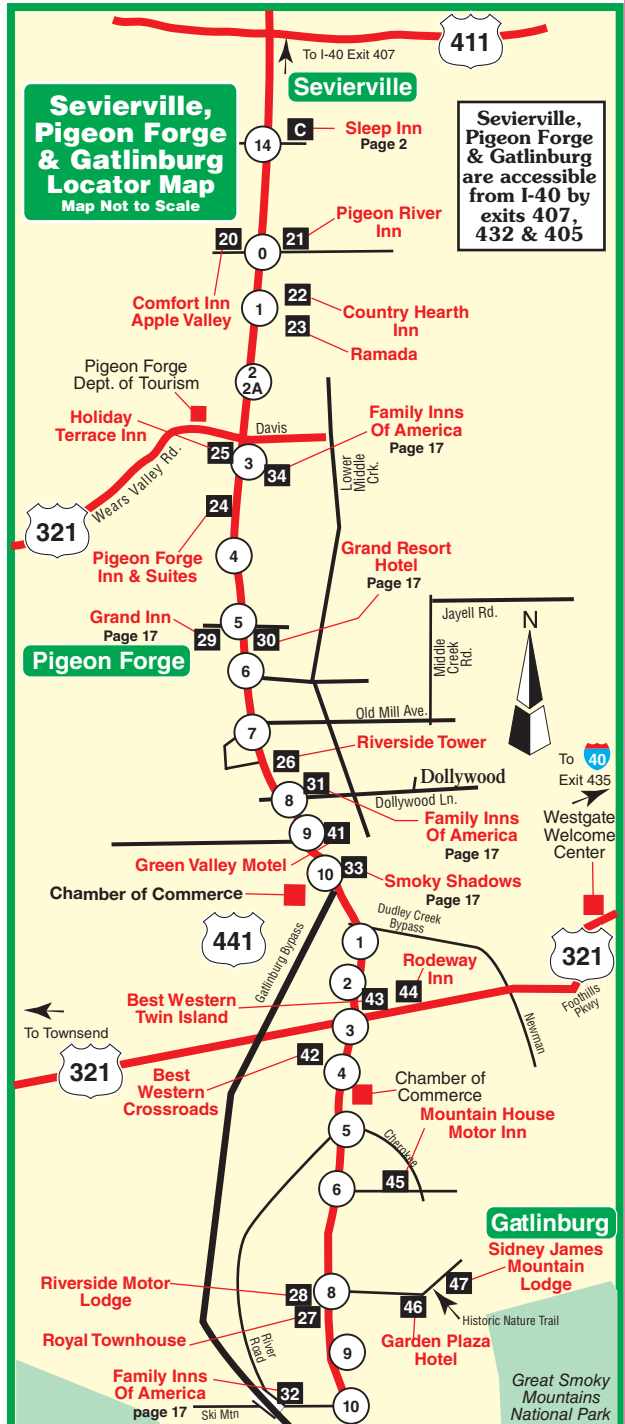 411
To I-40 Exit 407
Sevierville
Sevierville,
Pigeon Forge
& Gatlinburg
Locator Map
Map Not to Scale
Sevierville,
Pigeon Forge
& Gatlinburg
are accessible
from I-40 by
exits 407,
432 & 405
14
C
Sleep Inn
Page 2
20
0
21
Pigeon River
Inn
Comfort Inn
Apple Valley
1
22
Country Hearth
Inn
23
Ramada
Pigeon Forge
Dept. of Tourism
2
2A
Holiday
Terrace Inn
Davis
Family Inns
Of America
Page 17
25
3
34
Wears Valley Rd.
Lower
Middle
Crk.
321
24
Pigeon Forge
Inn & Suites
4
Grand Resort
Hotel
Page 17
Grand Inn
Page 17
29
5
30
Jayell Rd.
Middle
Creek
Rd.
N
Pigeon Forge
6
7
Old Mill Ave.
26
Riverside Tower
To 40
Exit 435
31
Dollywood
8
Dollywood Ln.
Family Inns
Of America
Page 17
Westgate
Welcome
Center
9
41
Green Valley Motel
10
33
Smoky Shadows
Page 17
Chamber of Commerce
441
Gatlinburg Bypass
1
Dudley Creek
Bypass
321
Foothills
Pkwy
Rodeway
Inn
2
43
44
Best Western
Twin Island
3
Newman
To Townsend
321
42
Best
Western
Crossroads
4
Chamber of
Commerce
Mountain House
Motor Inn
5
Cherokee
6
45
Gatlinburg
Sidney James
Mountain
Lodge
47
Riverside Motor
Lodge
28
8
46
Historic Nature Trail
27
Royal Townhouse
Garden Plaza
Hotel
River
Road
9
Family Inns
Of America
page 17
32
Ski Mtn
10
Great Smoky
Mountains
National Park